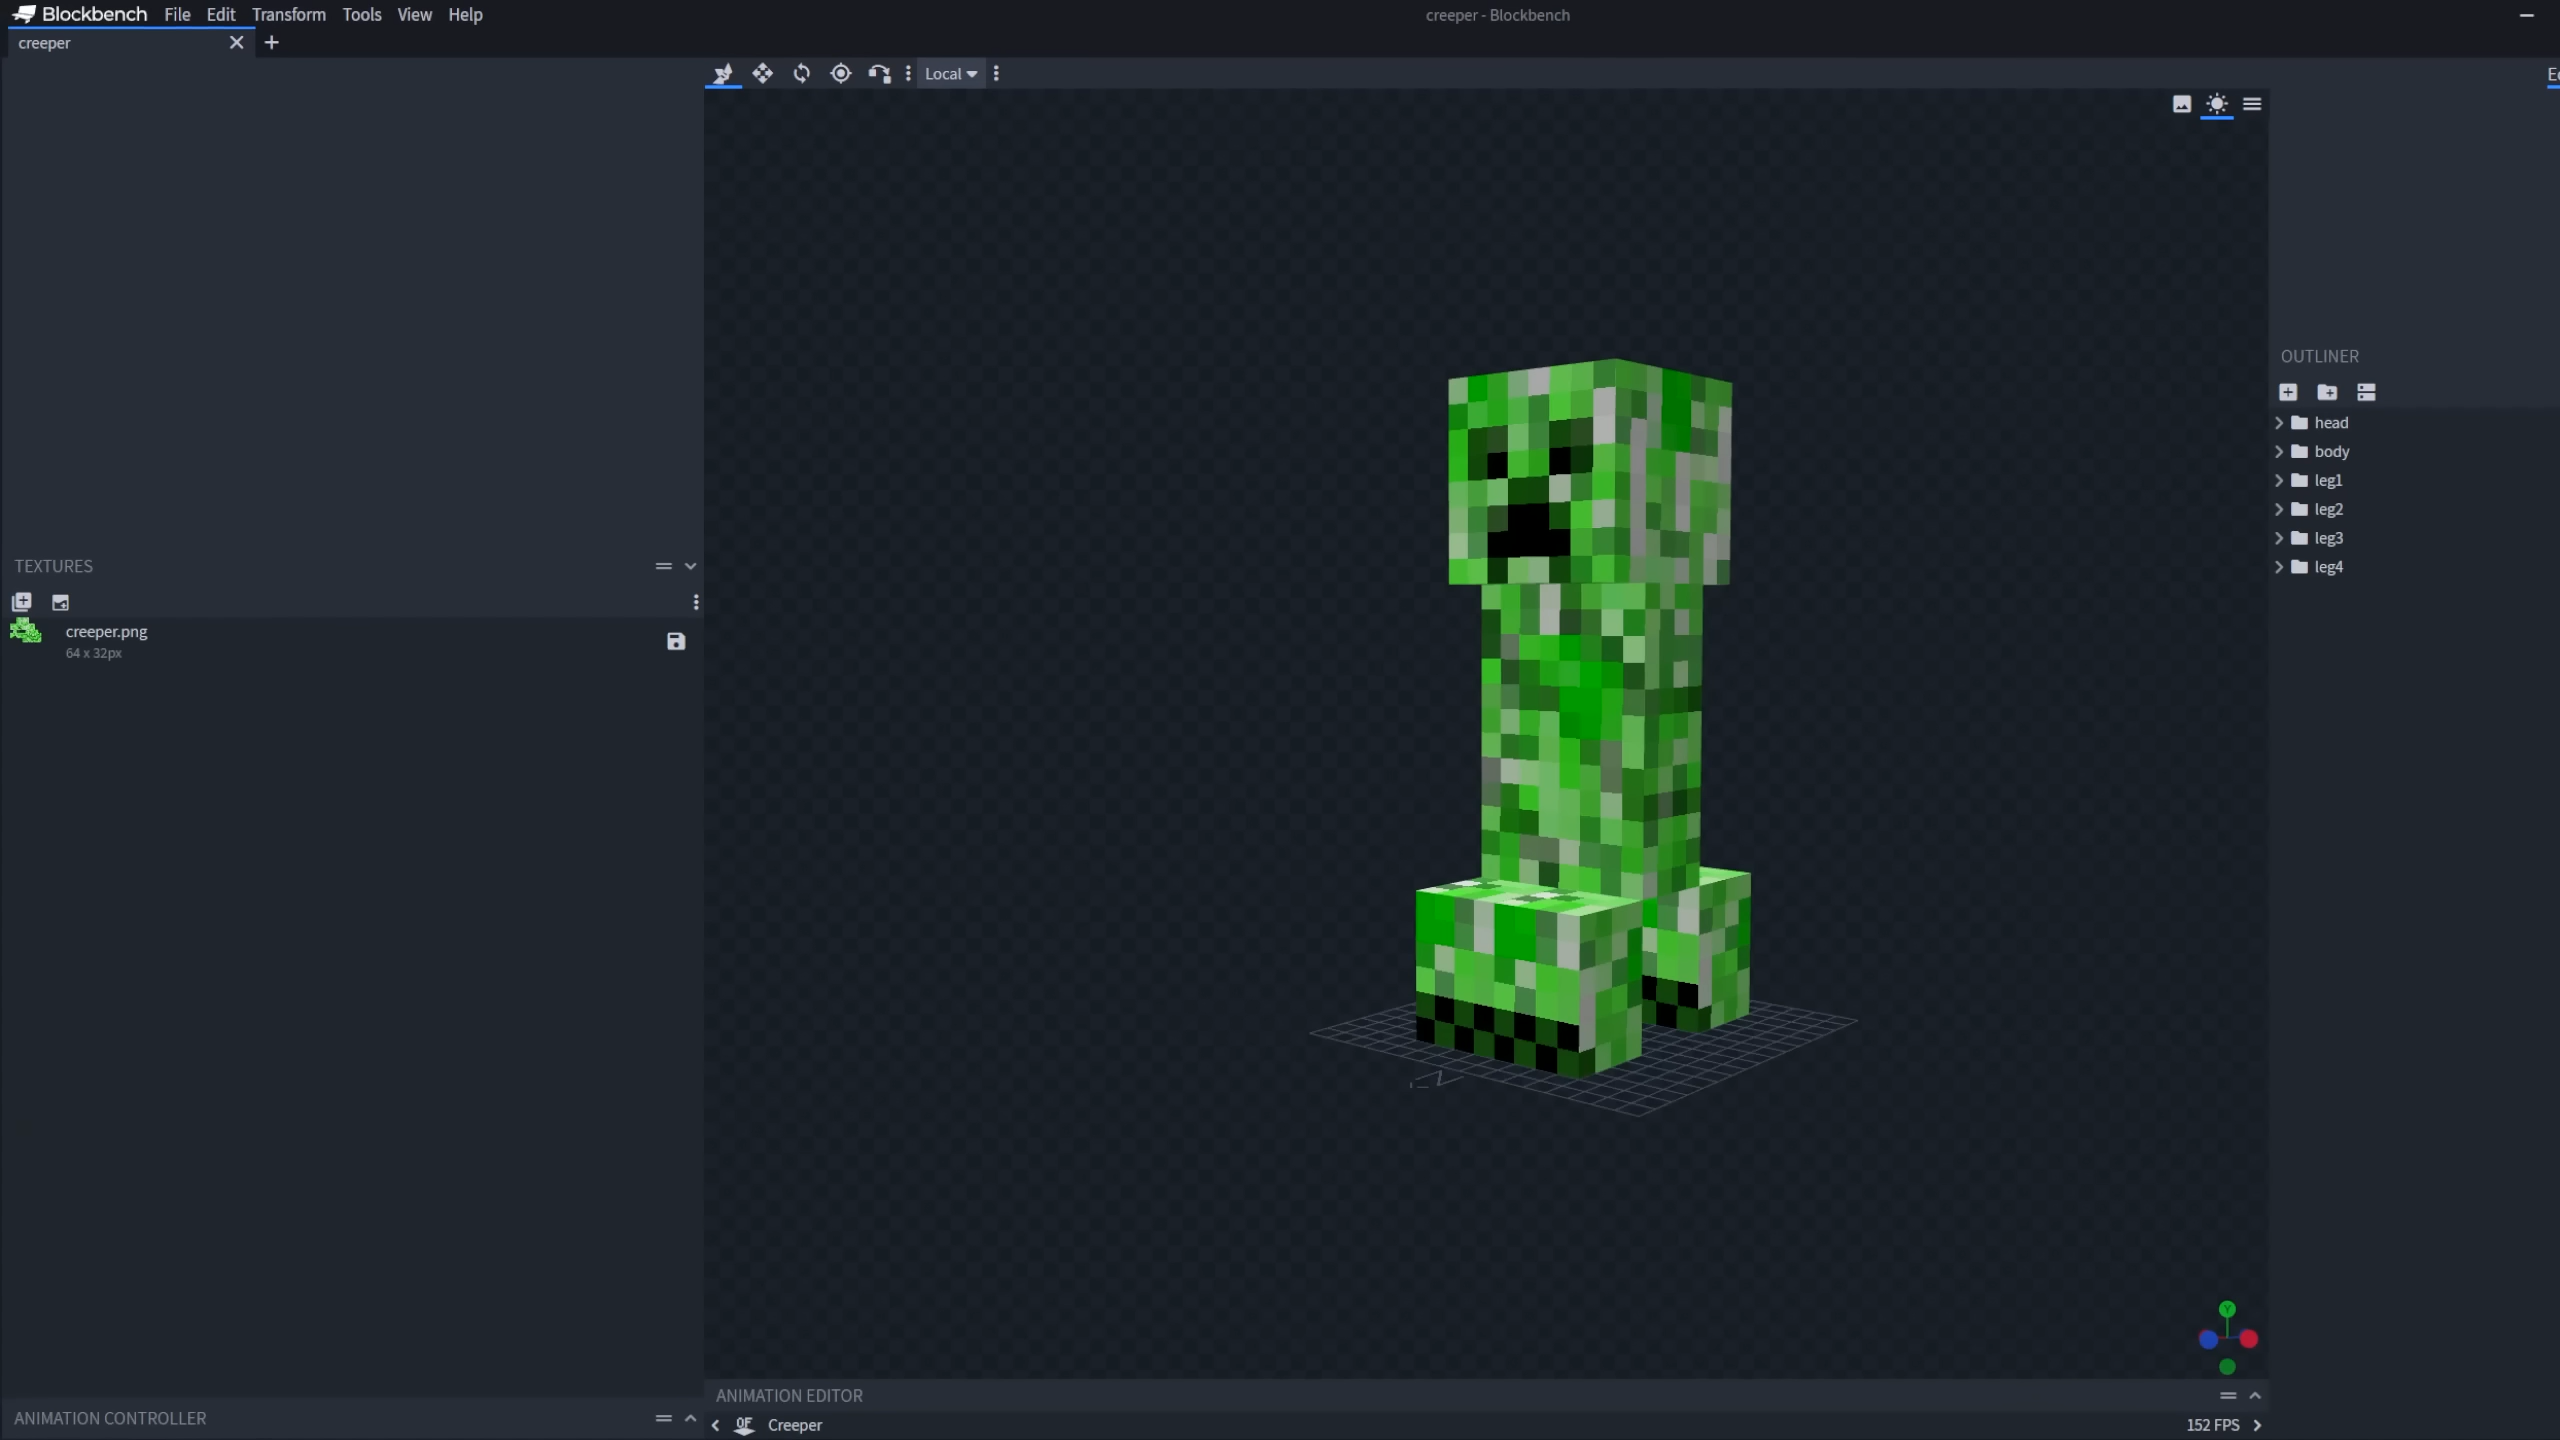 Blockbench File Edit Transform Tools View Help
creeper - Blockbench
creeper
Local
OUTLINER
head
body
leg1
leg2
leg3
leg4
TEXTURES
creeper.png
64 x 32px
Y
ANIMATION EDITOR
ANIMATION CONTROLLER
OF Creeper
152 FPS